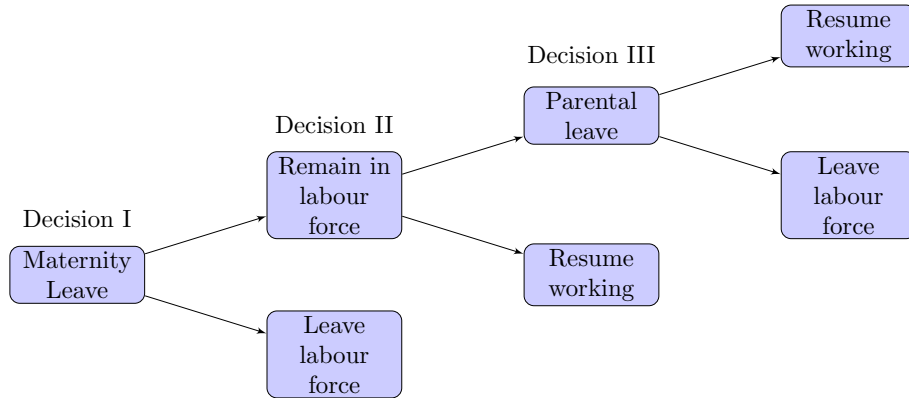 Decision I
Maternity
Leave
Decision II
Remain in
labour
force
Leave
labour
force
Decision III
Parental
leave
Resume
working
Resume
working
Leave
labour
force